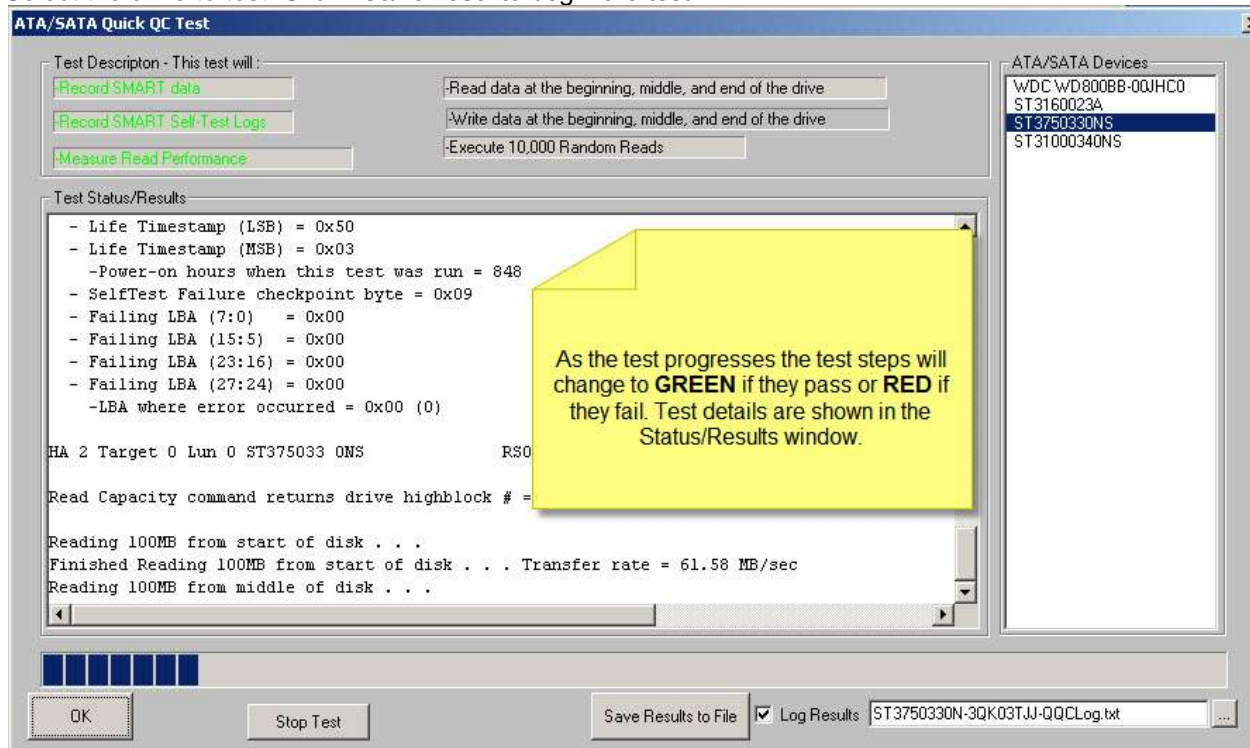 ATA/SATA Quick QC Test
Test Descripton - This test will :
-Record SMART data
-Record SMART Self-Test Logs
-Measure Read Performance
-Read data at the beginning, middle, and end of the drive
-Write data at the beginning, middle, and end of the drive
-Execute 10,000 Random Reads
ATA/SATA Devices
WDC WD800BB-00JHC0
ST3160023A
ST3750330NS
ST31000340NS
Test Status/Results
- Life Timestamp (LSB) = 0x50
- Life Timestamp (MSB) = 0x03
-Power-on hours when this test was run = 848
- SelfTest Failure checkpoint byte = 0x09
- Failing LBA (7:0) = 0x00
- Failing LBA (15:5) = 0x00
- Failing LBA (23:16) = 0x00
- Failing LBA (27:24) = 0x00
-LBA where error occurred = 0x00 (0)
HA 2 Target 0 Lun 0 ST375033 0NS RS0
Read Capacity command returns drive highblock # =
Reading 100MB from start of disk . . .
Finished Reading 100MB from start of disk . . . Transfer rate = 61.58 MB/sec
Reading 100MB from middle of disk . . .
As the test progresses the test steps will
change to GREEN if they pass or RED if
they fail. Test details are shown in the
Status/Results window.
OK
Stop Test
Save Results to File
Log Results
ST3750330N-3QK03TJJ-QQCLog.txt
...